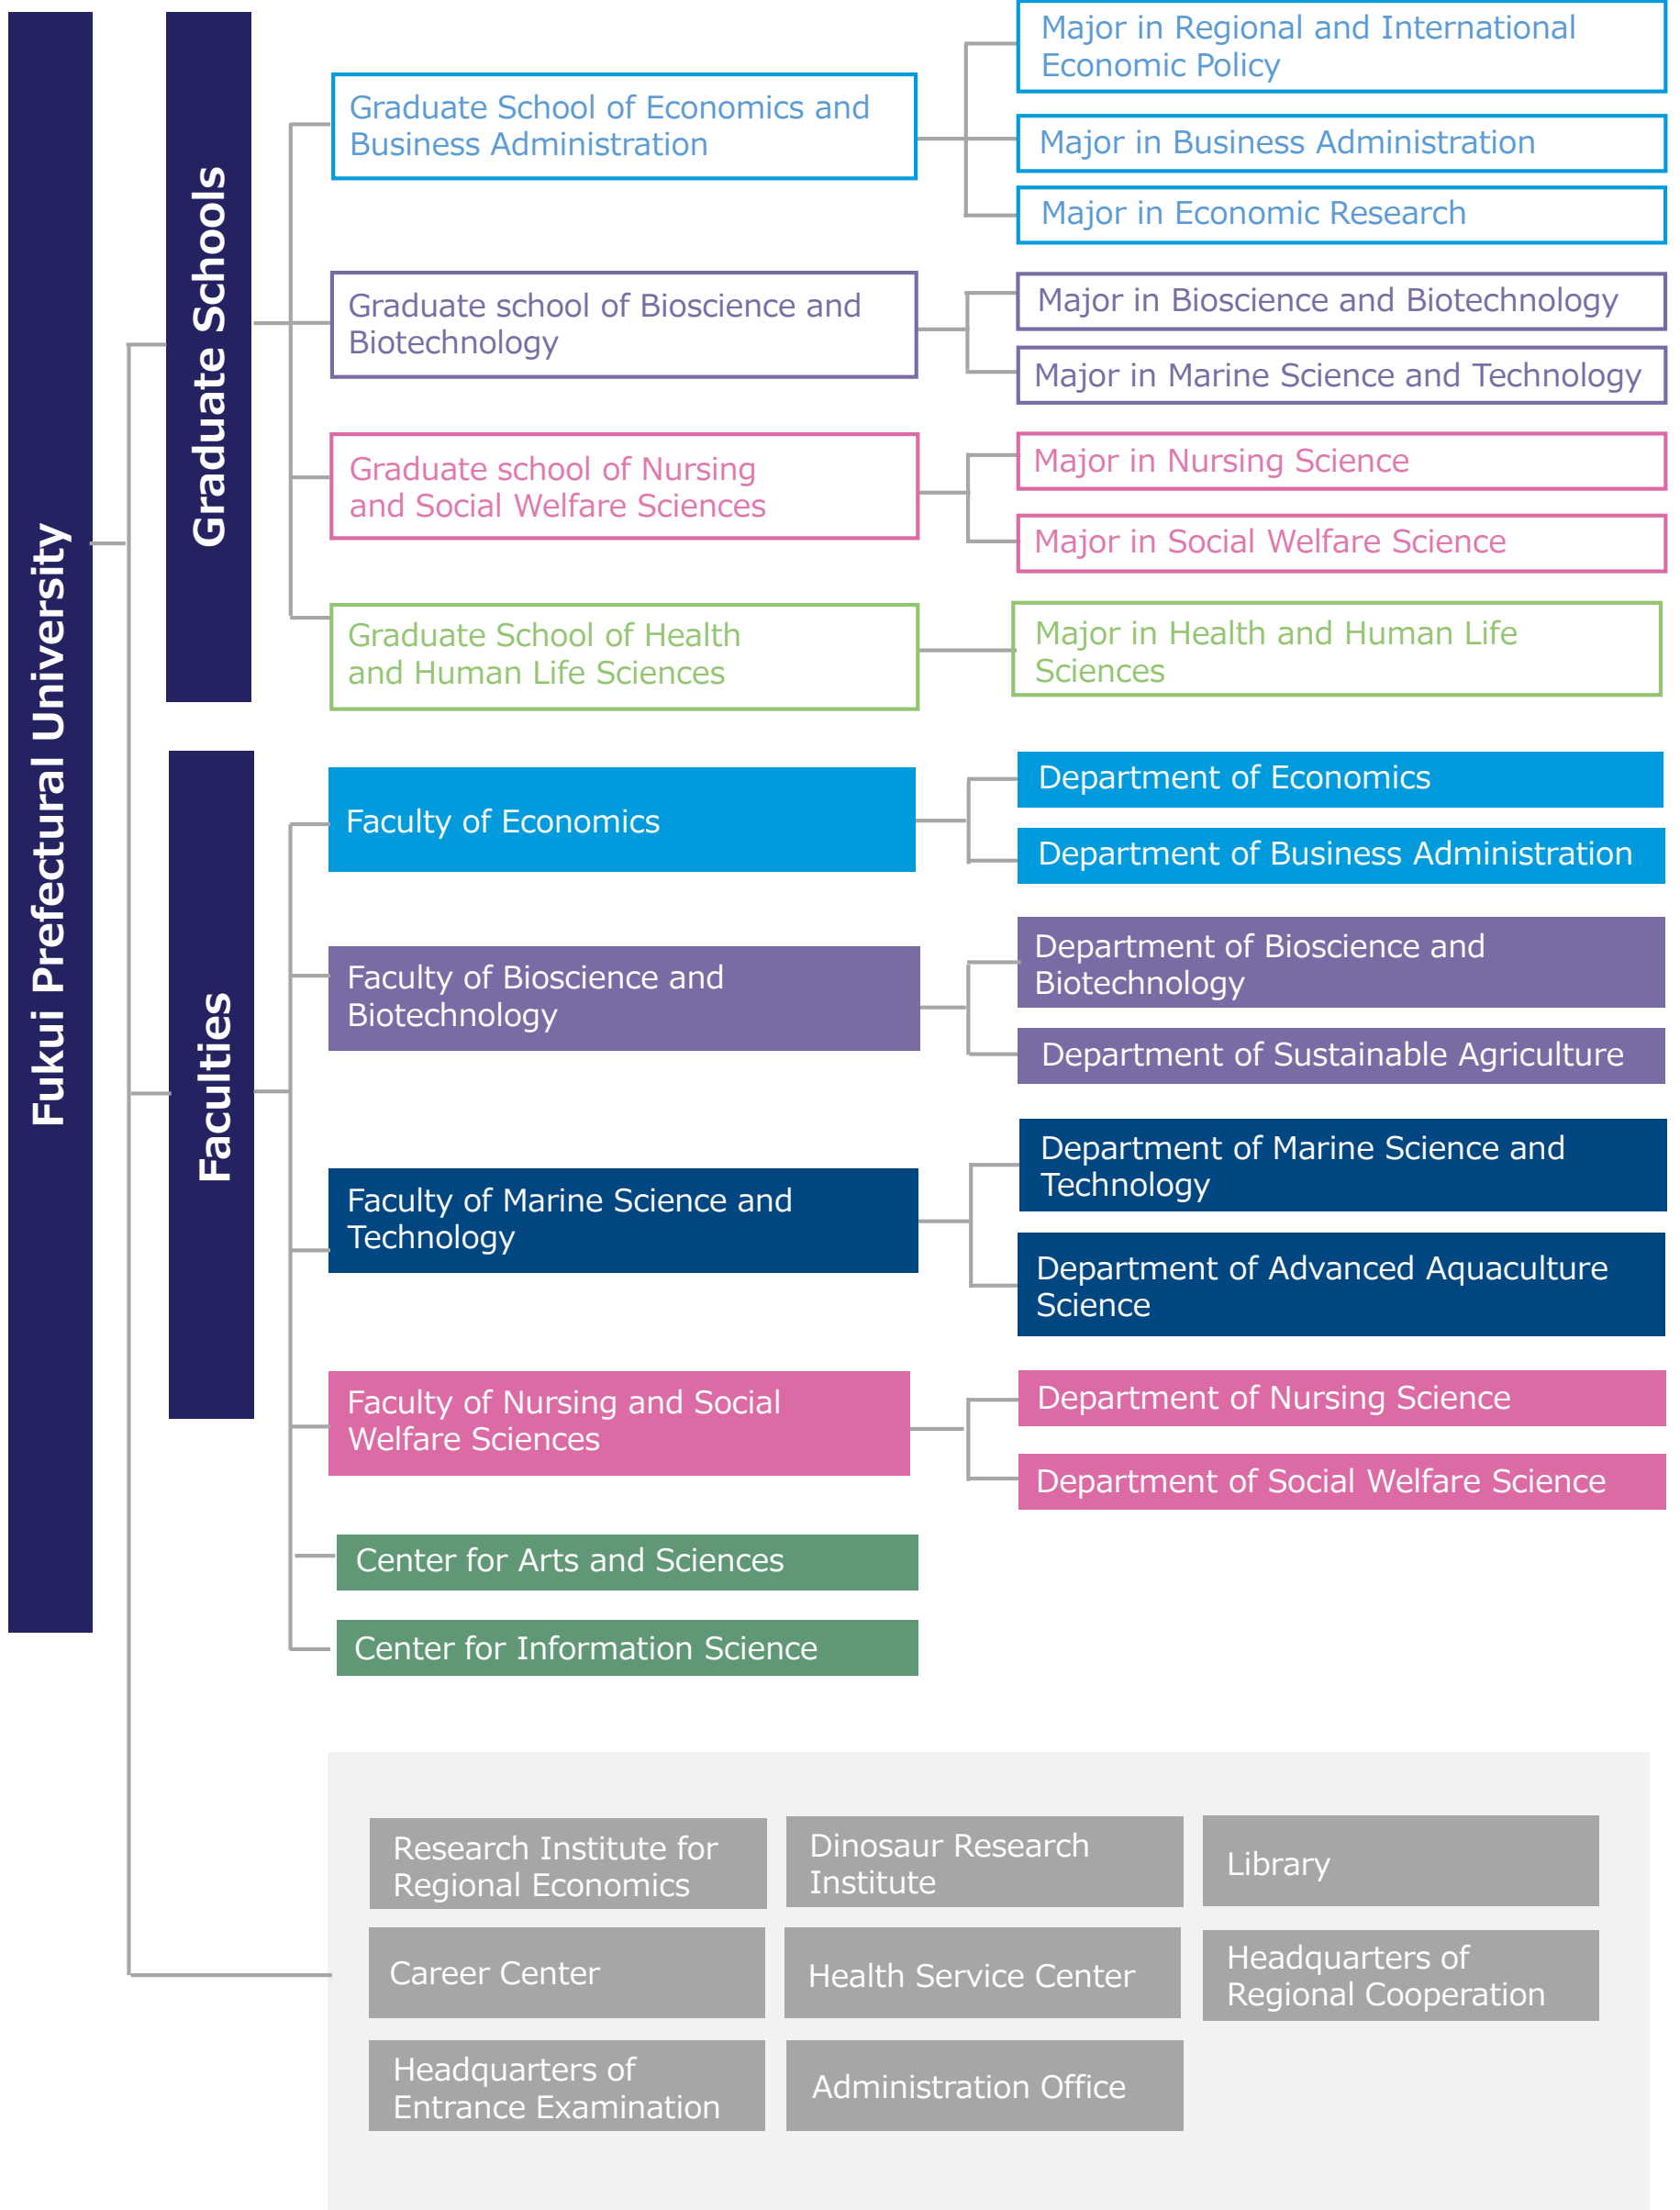 Fukui Prefectural University
Graduate Schools
Graduate School of Economics and
Business Administration
Major in Regional and International
Economic Policy
Major in Business Administration
Major in Economic Research
Graduate school of Bioscience and
Biotechnology
Major in Bioscience and Biotechnology
Major in Marine Science and Technology
Graduate school of Nursing
and Social Welfare Sciences
Major in Nursing Science
Major in Social Welfare Science
Graduate School of Health
and Human Life Sciences
Major in Health and Human Life
Sciences
Faculties
Faculty of Economics
Department of Economics
Department of Business Administration
Faculty of Bioscience and
Biotechnology
Department of Bioscience and
Biotechnology
Department of Sustainable Agriculture
Faculty of Marine Science and
Technology
Department of Marine Science and
Technology
Department of Advanced Aquaculture
Science
Faculty of Nursing and Social
Welfare Sciences
Department of Nursing Science
Department of Social Welfare Science
Center for Arts and Sciences
Center for Information Science
Research Institute for
Regional Economics
Dinosaur Research
Institute
Library
Career Center
Health Service Center
Headquarters of
Regional Cooperation
Headquarters of
Entrance Examination
Administration Office